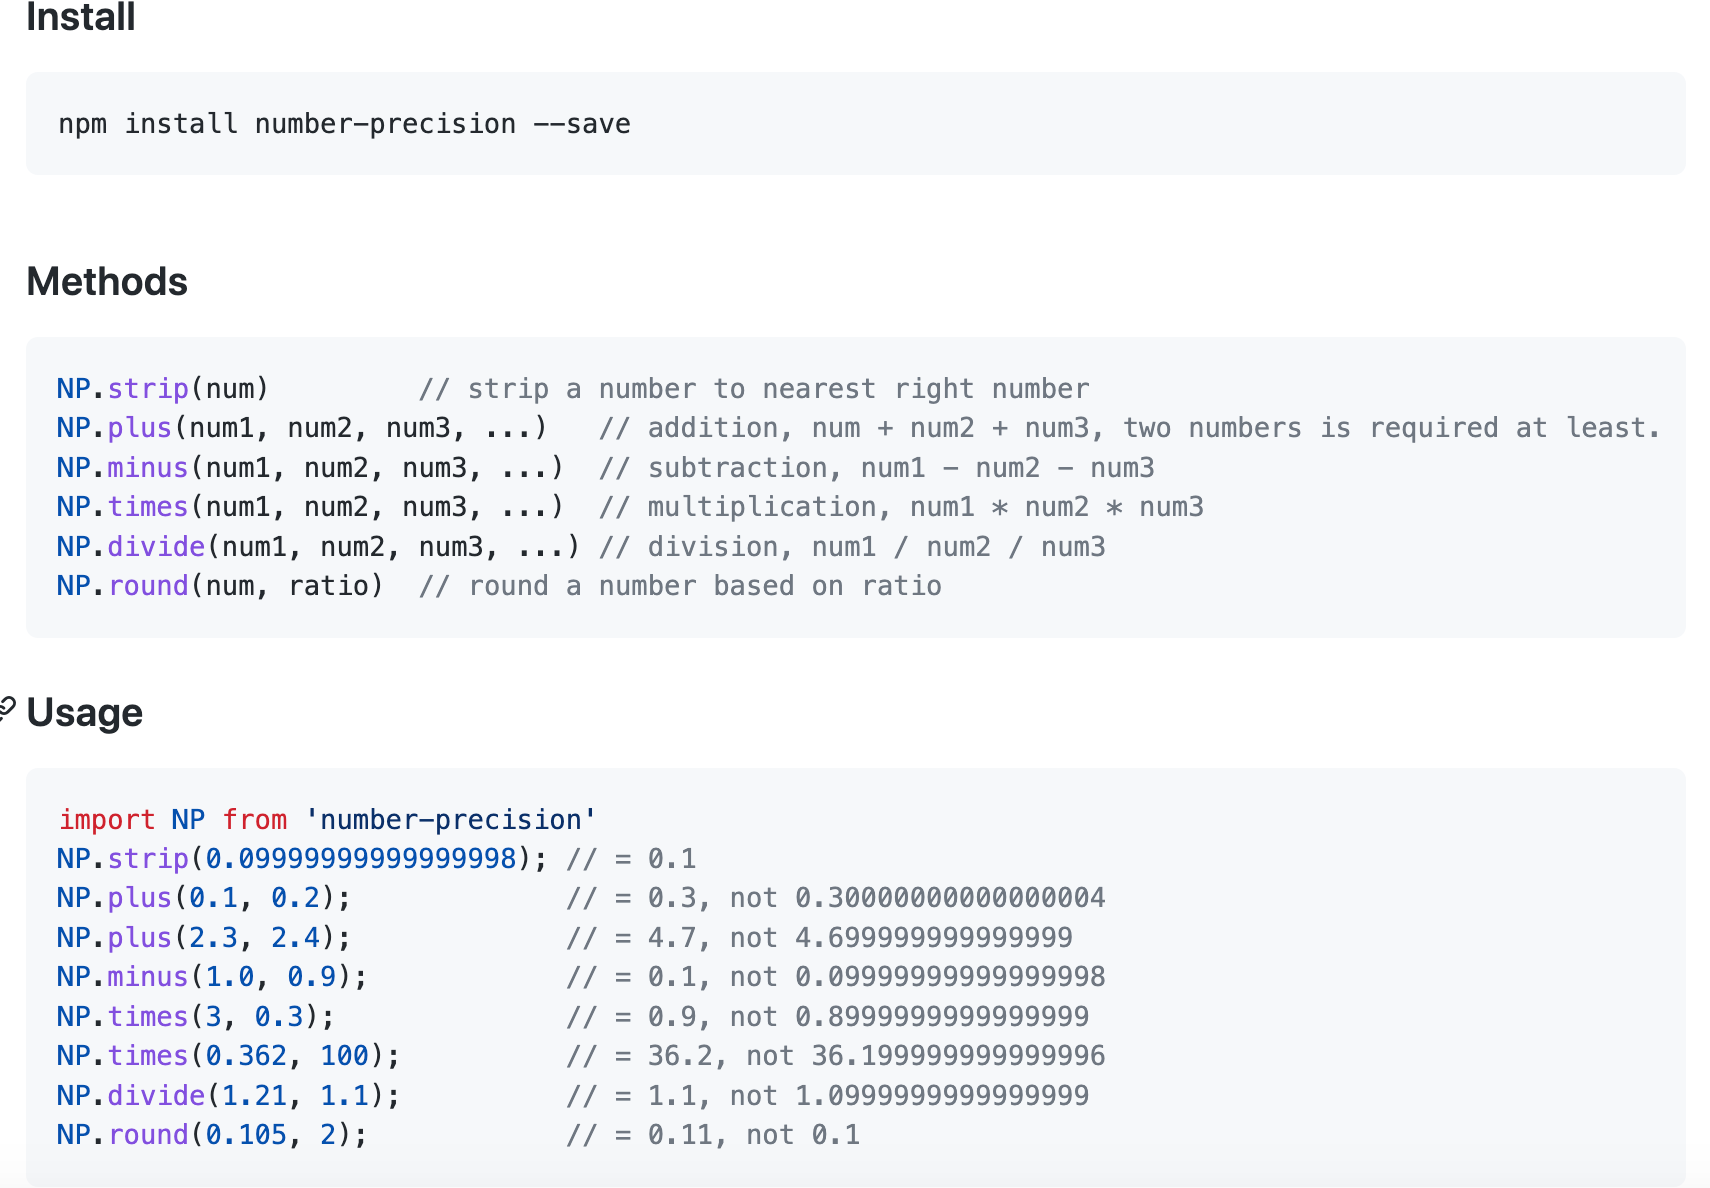 Install
npm install number-precision --save
Methods
NP.strip(num)         // strip a number to nearest right number
NP.plus(num1, num2, num3, ...)   // addition, num + num2 + num3, two numbers is required at least.
NP.minus(num1, num2, num3, ...)  // subtraction, num1 - num2 - num3
NP.times(num1, num2, num3, ...)  // multiplication, num1 * num2 * num3
NP.divide(num1, num2, num3, ...) // division, num1 / num2 / num3
NP.round(num, ratio)  // round a number based on ratio
Usage
import NP from 'number-precision'
NP.strip(0.09999999999999998); // = 0.1
NP.plus(0.1, 0.2);             // = 0.3, not 0.30000000000000004
NP.plus(2.3, 2.4);             // = 4.7, not 4.699999999999999
NP.minus(1.0, 0.9);            // = 0.1, not 0.09999999999999998
NP.times(3, 0.3);              // = 0.9, not 0.8999999999999999
NP.times(0.362, 100);          // = 36.2, not 36.199999999999996
NP.divide(1.21, 1.1);          // = 1.1, not 1.0999999999999999
NP.round(0.105, 2);            // = 0.11, not 0.1